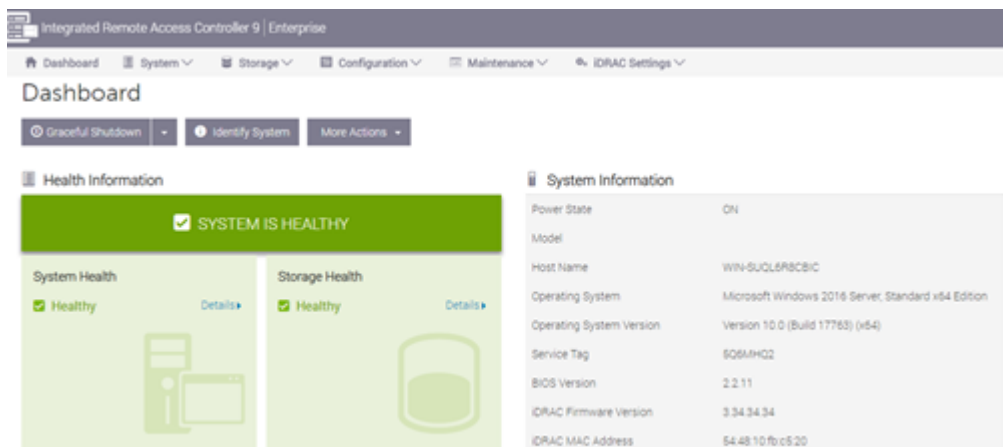 Integrated Remote Access Controller 9 | Enterprise
Dashboard System Storage Configuration Maintenance iDRAC Settings
Dashboard
Graceful Shutdown Identify System More Actions
Health Information
SYSTEM IS HEALTHY
System Health
Healthy Details
Storage Health
Healthy Details
System Information
Power State ON
Model
Host Name WIN-SUQL6R8CBIC
Operating System Microsoft Windows 2016 Server, Standard x64 Edition
Operating System Version Version 10.0 (Build 17763) (x64)
Service Tag SQ6MHQ2
BIOS Version 2.2.11
iDRAC Firmware Version 3.34.34.34
iDRAC MAC Address 54:48:10:fb:c5:20